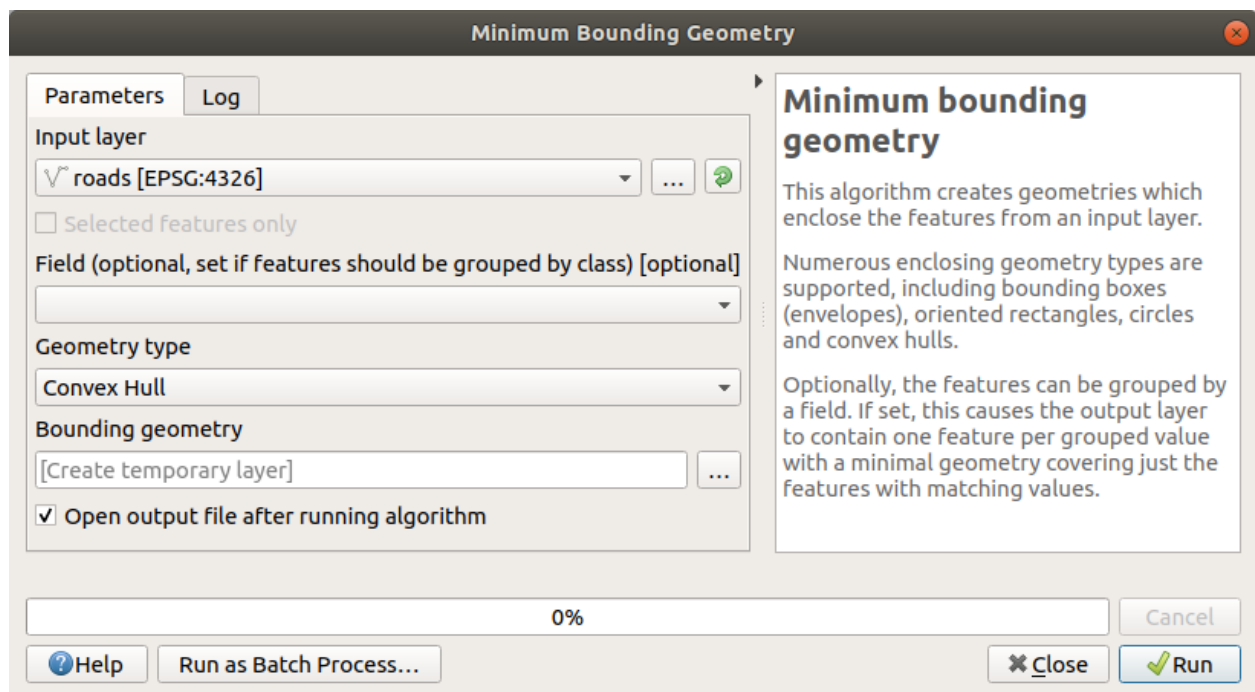 Minimum Bounding Geometry
Parameters
Log
Input layer
roads [EPSG:4326]
...
Selected features only
Field (optional, set if features should be grouped by class) [optional]
Geometry type
Convex Hull
Bounding geometry
[Create temporary layer]
...
Open output file after running algorithm
Minimum bounding
geometry
This algorithm creates geometries which
enclose the features from an input layer.
Numerous enclosing geometry types are
supported, including bounding boxes
(envelopes), oriented rectangles, circles
and convex hulls.
Optionally, the features can be grouped by
a field. If set, this causes the output layer
to contain one feature per grouped value
with a minimal geometry covering just the
features with matching values.
0%
Cancel
Help
Run as Batch Process...
Close
Run